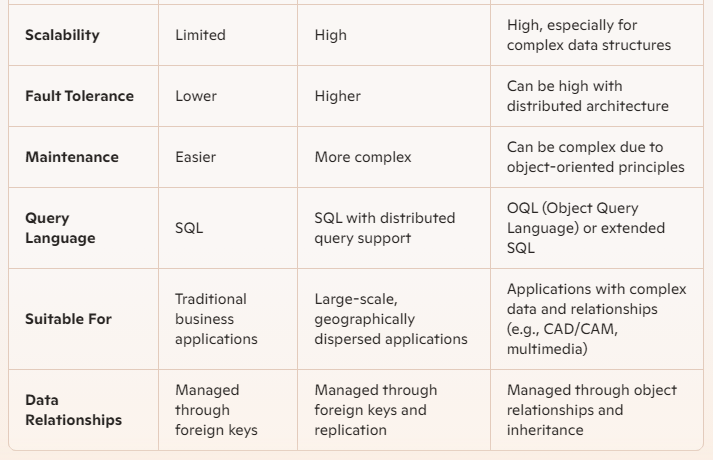 Scalability
Limited
High
High, especially for
complex data structures
Fault Tolerance
Lower
Higher
Can be high with
distributed architecture
Maintenance
Easier
More complex
Can be complex due to
object-oriented principles
Query
Language
SQL
SQL with distributed
query support
OQL (Object Query
Language) or extended
SQL
Suitable For
Traditional
business
applications
Large-scale,
geographically
dispersed applications
Applications with complex
data and relationships
(e.g., CAD/CAM,
multimedia)
Data
Relationships
Managed
through
foreign keys
Managed through
foreign keys and
replication
Managed through object
relationships and
inheritance